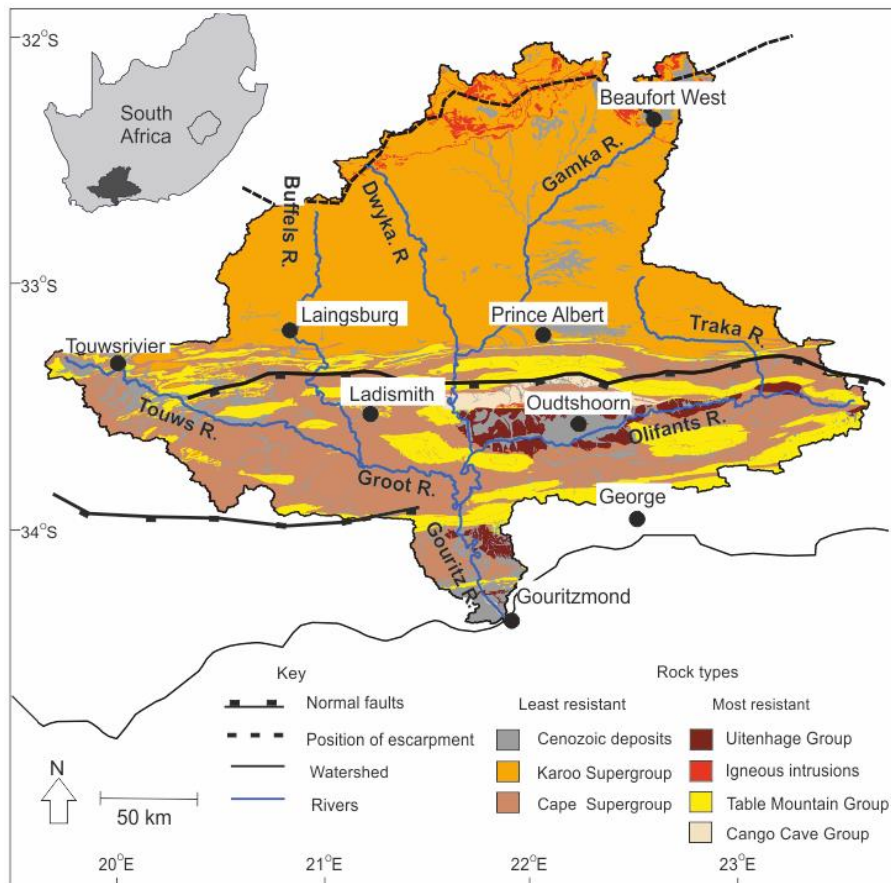 32°S
South
Africa
Beaufort West
Gamka R.
Dwyka. R
Buffels R.
33°S
Laingsburg
Prince Albert
Touwsrivier
Traka R.
Ladismith
Oudtshoorn
Touws R.
Olifants R.
Groot R.
George
34°S
Gouritz R.
Gouritzmond
Key
Normal faults
Position of escarpment
Watershed
Rivers
N
50 km
Rock types
Least resistant
Most resistant
Cenozoic deposits
Uitenhage Group
Karoo Supergroup
Igneous intrusions
Cape Supergroup
Table Mountain Group
Cango Cave Group
20°E
21°E
22°E
23°E